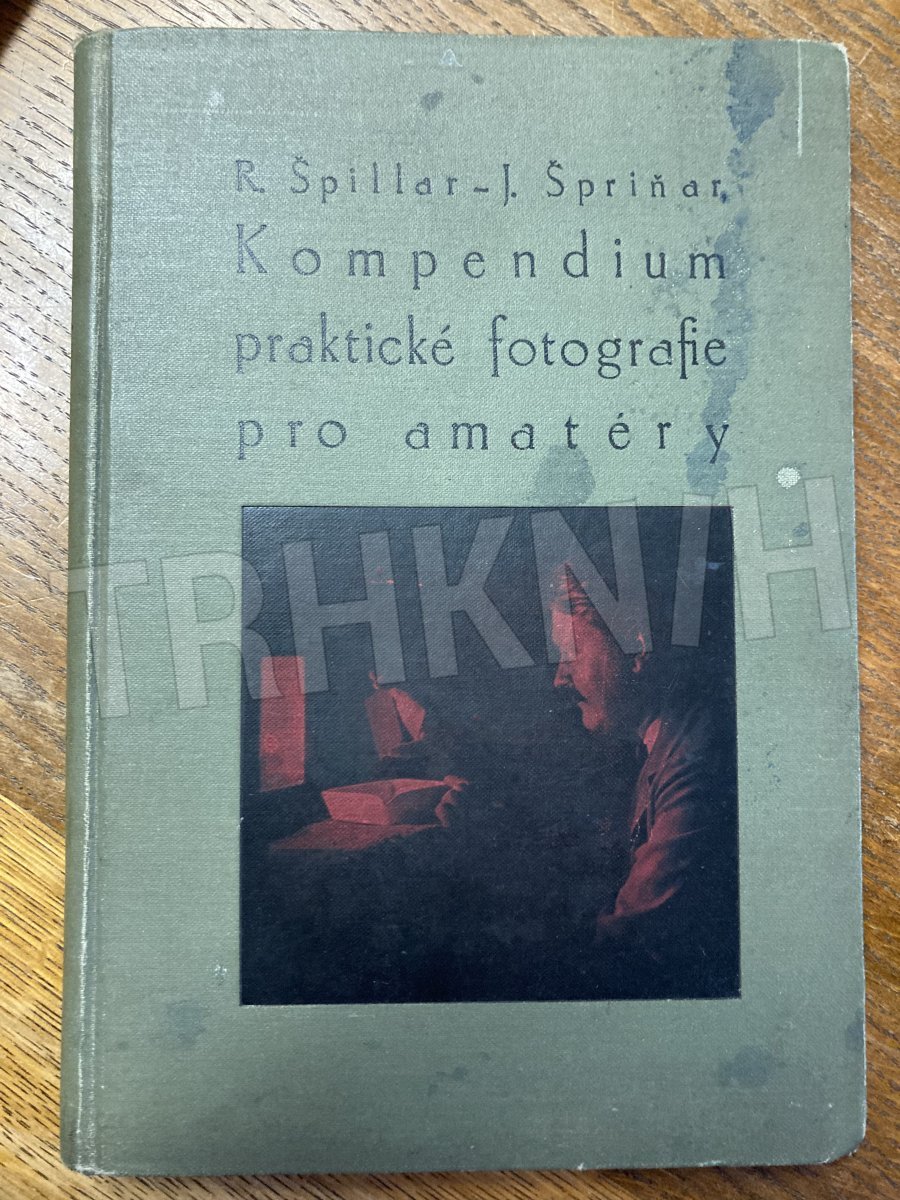 R. Špillar – J. Špriňar,
Kompendium
praktické fotografie
pro amatéry
TRHKNIH